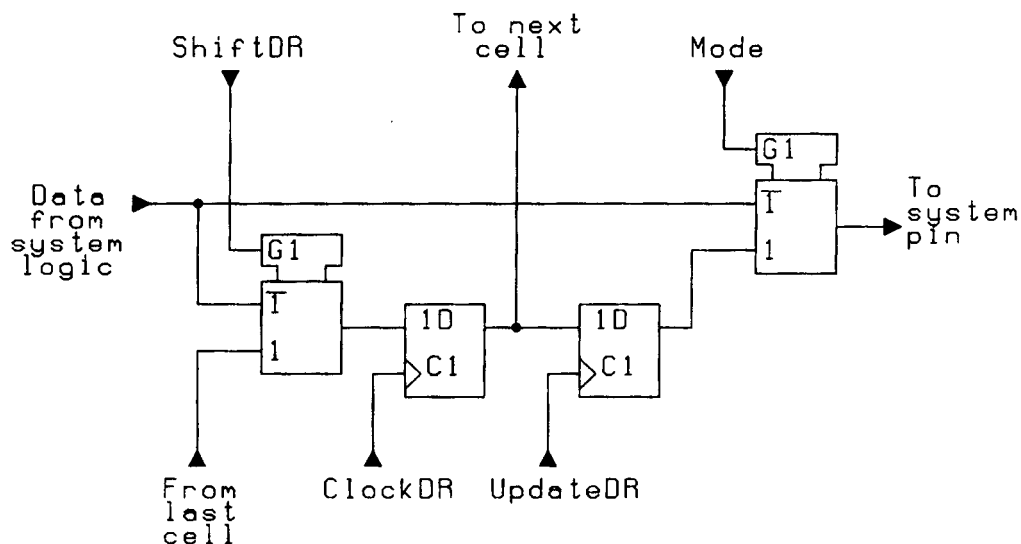 To next
cell
ShiftDR
Mode
G1
Data
from
system
logic
1
1
To
system
pin
G1
1
1
1D
C1
1D
C1
From
last
cell
ClockDR
UpdateDR